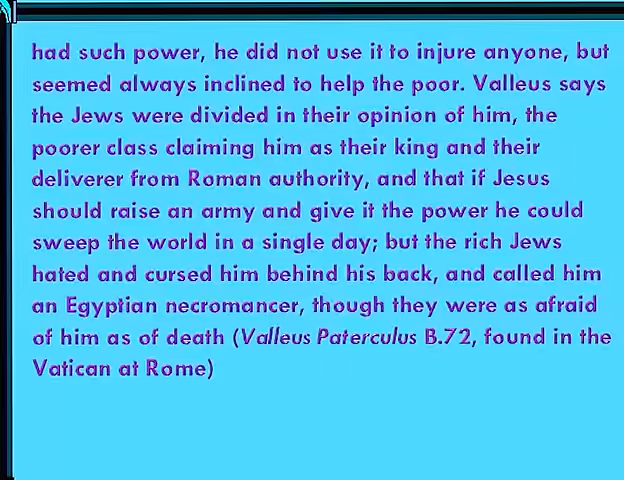 had such power, he did not use it to injure anyone, but
seemed always inclined to help the poor. Valleus says
the Jews were divided in their opinion of him, the
poorer class claiming him as their king and their
deliverer from Roman authority, and that if Jesus
should raise an army and give it the power he could
sweep the world in a single day; but the rich Jews
hated and cursed him behind his back, and called him
an Egyptian necromancer, though they were as afraid
of him as of death (Valleus Paterculus B.72, found in the
Vatican at Rome)